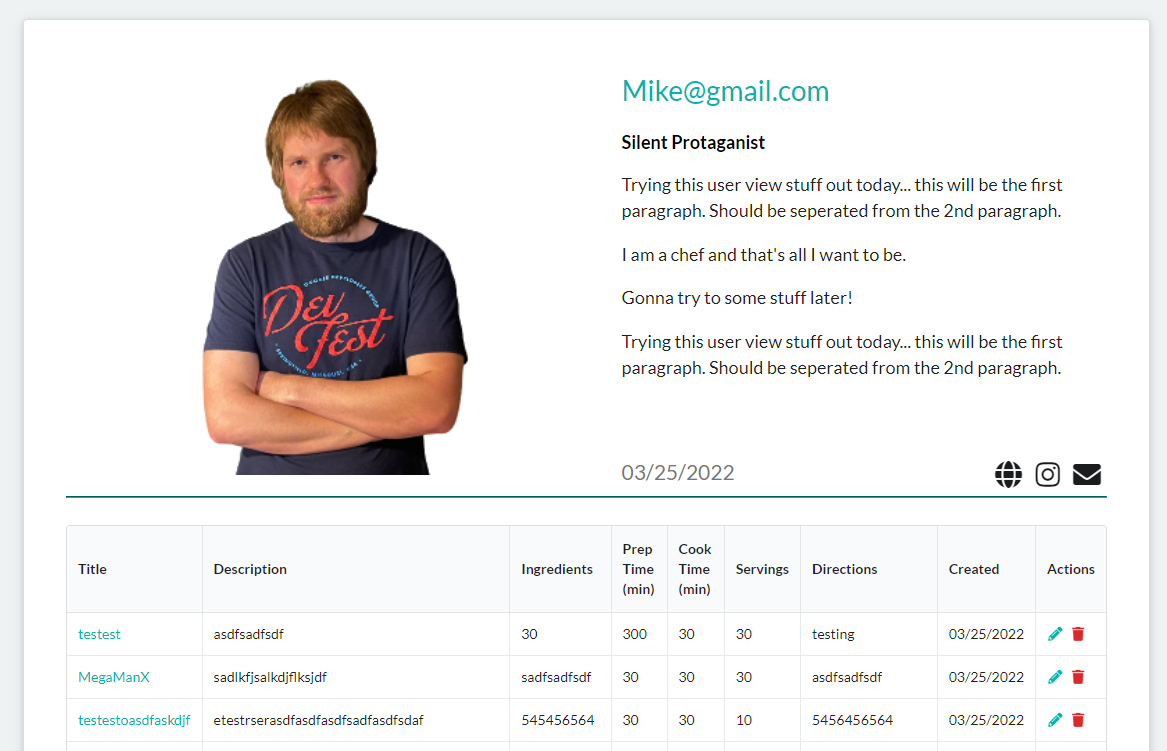 Mike@gmail.com
Silent Protaganist
Trying this user view stuff out today... this will be the first
paragraph. Should be seperated from the 2nd paragraph.
I am a chef and that's all I want to be.
Gonna try to some stuff later!
Trying this user view stuff out today... this will be the first
paragraph. Should be seperated from the 2nd paragraph.
Dev
Fest
03/25/2022
Title Description Ingredients Prep Time (min) Cook Time (min) Servings Directions Created Actions
testest asdfsadfsdf 30 300 30 30 testing 03/25/2022
MegaManX sadlkfjsalkdjflksjdf sadfsadfsdf 30 30 30 asdfsadfsdf 03/25/2022
testestoasdfaskdjf etestrserasdfasdfasdfsadfasdfsdaf 545456564 30 30 10 5456456564 03/25/2022